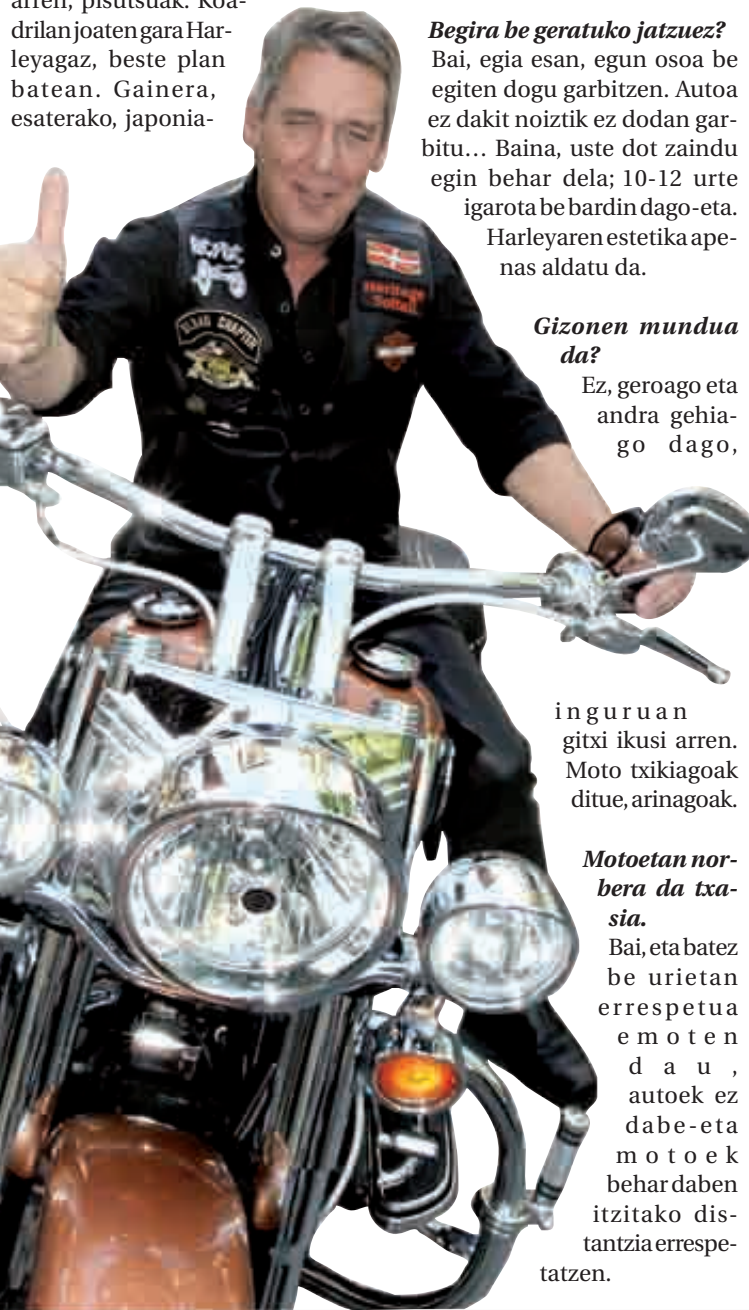 arren, pisutsuak. Koa-
drilan joaten gara Har-
leyagaz, beste plan
batean. Gainera,
esaterako, japonia-
Begira be geratuko jatzuez?
Bai, egia esan, egun osoa be
egiten dogu garbitzen. Autoa
ez dakit noiztik ez dodan gar-
bitu… Baina, uste dot zaindu
egin behar dela; 10-12 urte
igarota be bardin dago-eta.
Harleyaren estetika ape-
nas aldatu da.
Gizonen mundua
da?
Ez, geroago eta
andra gehia-
go dago,
inguruan
gitxi ikusi arren.
Moto txikiagoak
ditue, arinagoak.
Motoetan nor-
bera da txa-
sia.
Bai, eta batez
be urietan
errespetua
emoten
dau,
autoek ez
dabe-eta
motoek
behar daben
itzitako dis-
tantzia errespe-
tatzen.
BILBAO CHAPTER
Heritage
Softail